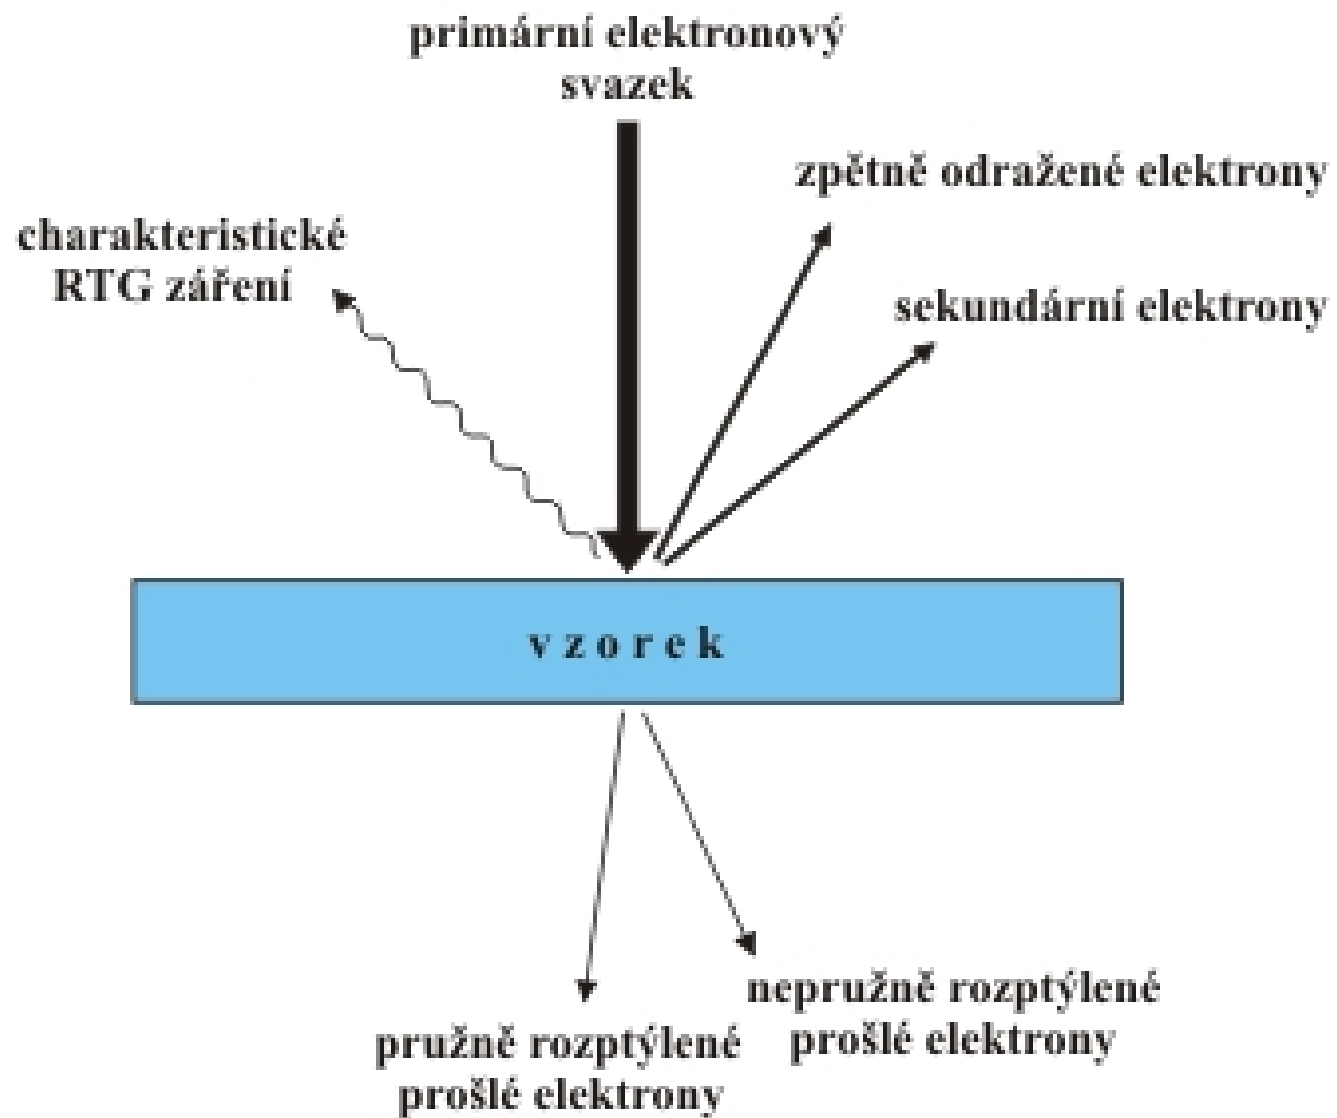 primární elektronový
svazek
zpětně odražené elektrony
charakteristické
RTG záření
sekundární elektrony
vzorek
nepružně rozptýlené
prošlé elektrony
pružně rozptýlené
prošlé elektrony